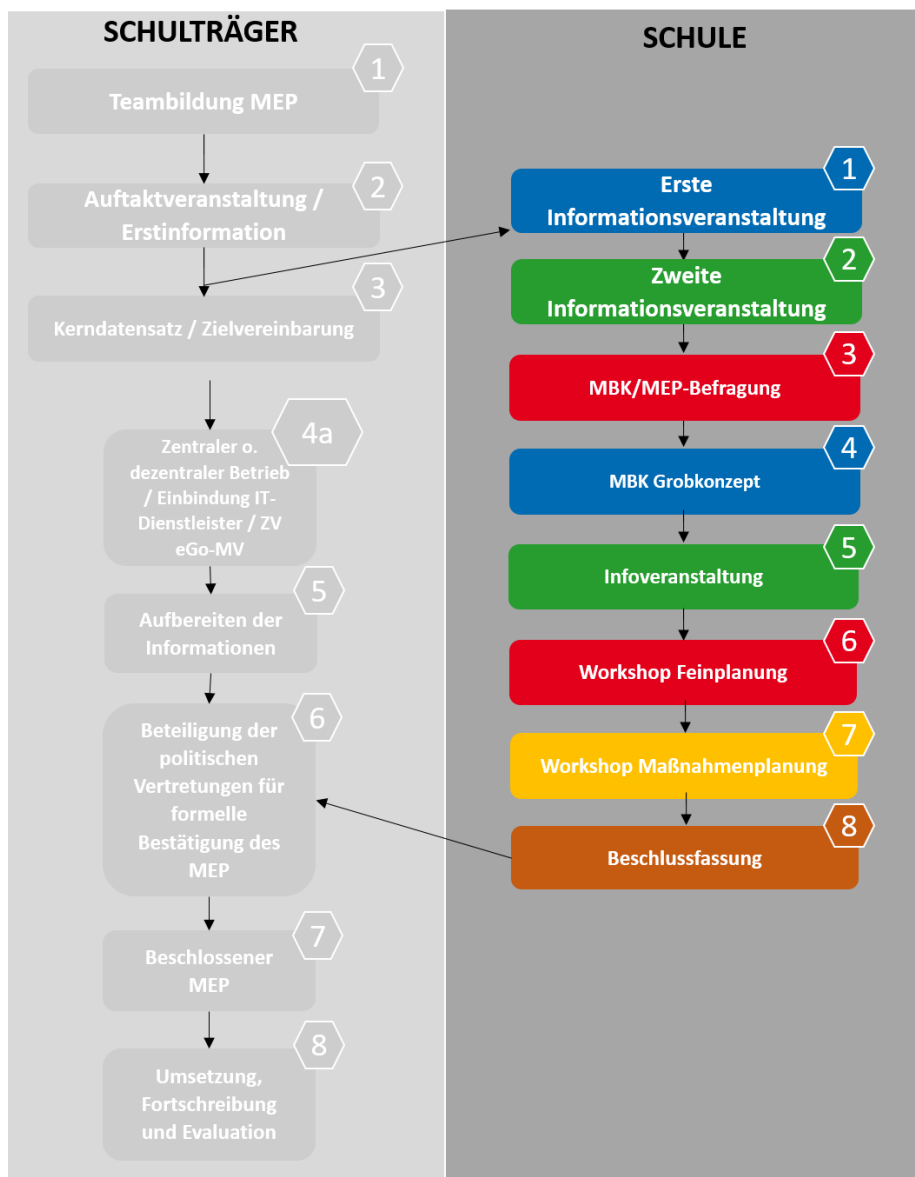 SCHULTRÄGER
1
Teambildung MEP
2
Auftaktveranstaltung /
Erstinformation
3
Kerndatensatz / Zielvereinbarung
4a
Zentraler o.
dezentraler Betrieb
/ Einbindung IT-
Dienstleister / ZV
eGo-MV
5
Aufbereiten der
Informationen
6
Beteiligung der
politischen
Vertretungen für
formelle
Bestätigung des
MEP
7
Beschlossener
MEP
8
Umsetzung,
Fortschreibung
und Evaluation
SCHULE
1
Erste
Informationsveranstaltung
2
Zweite
Informationsveranstaltung
3
MBK/MEP-Befragung
4
MBK Grobkonzept
5
Infoveranstaltung
6
Workshop Feinplanung
7
Workshop Maßnahmenplanung
8
Beschlussfassung